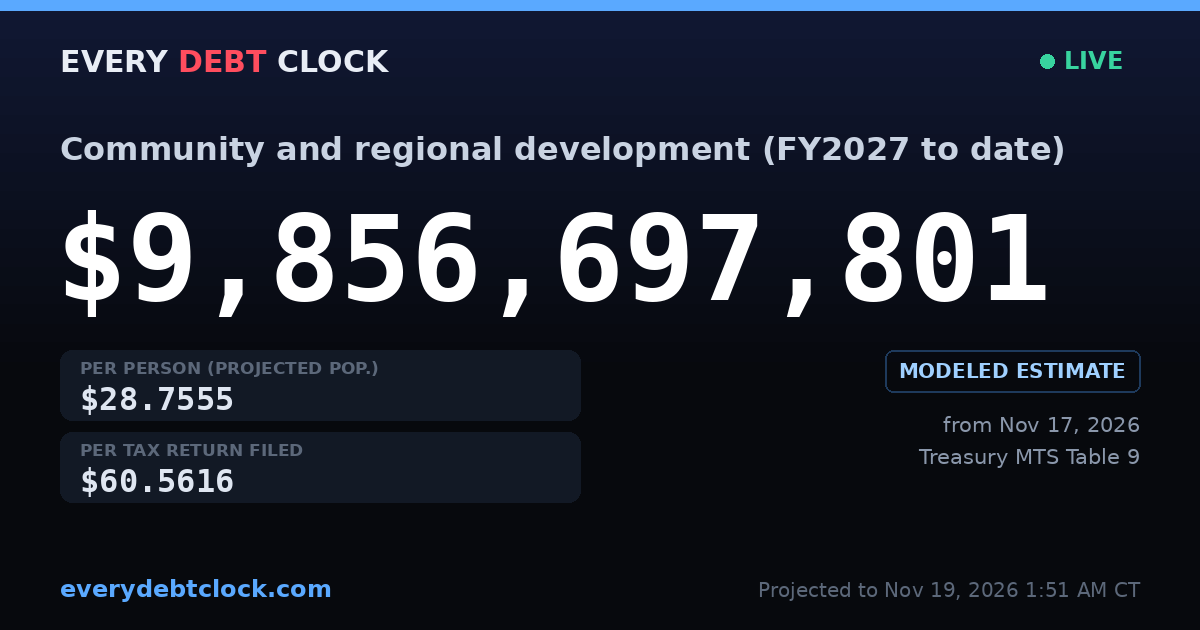 EVERY DEBT CLOCK
LIVE
Community and regional development (FY2027 to date)
$9,856,697,801
PER PERSON (PROJECTED POP.)
$28.7555
PER TAX RETURN FILED
$60.5616
MODELED ESTIMATE
from Nov 17, 2026
Treasury MTS Table 9
everydebtclock.com
Projected to Nov 19, 2026 1:51 AM CT